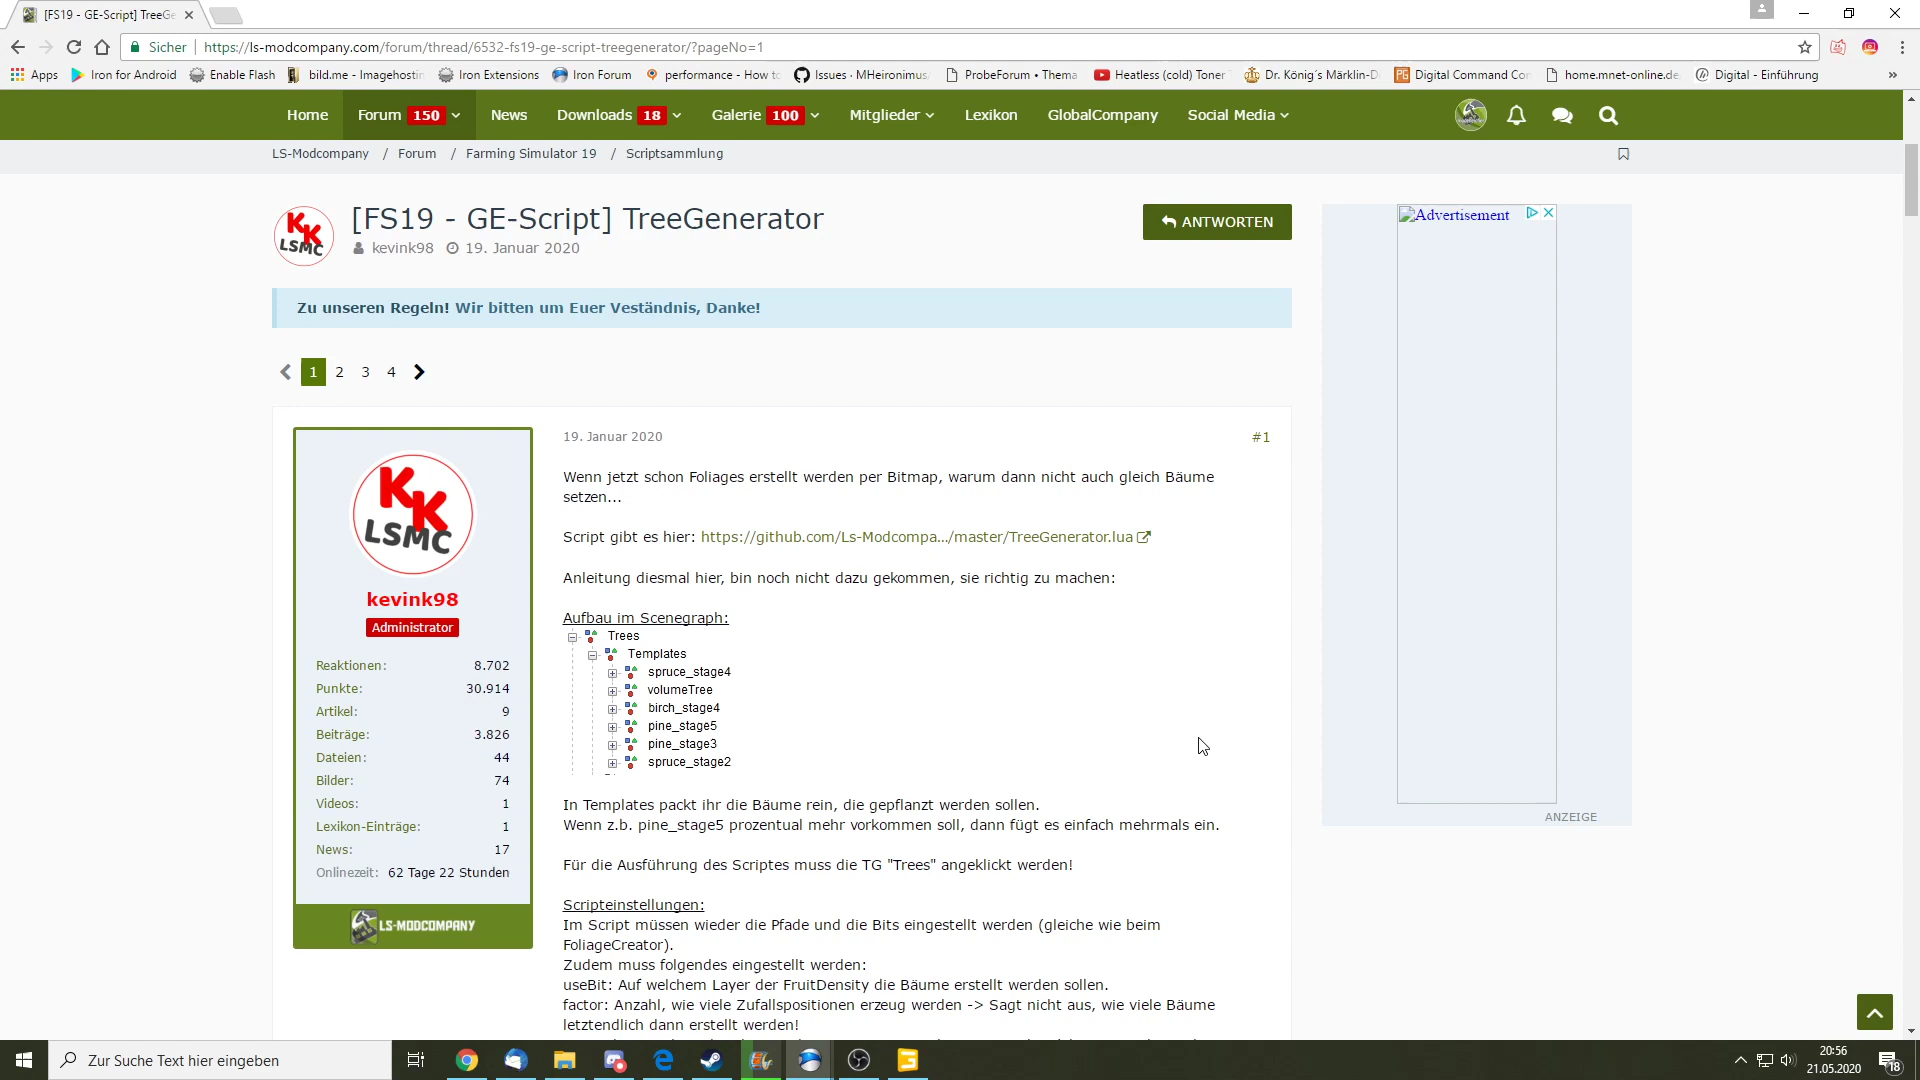 [FS19 - GE-Script] TreeGe
Sicher
https://ls-modcompany.com/forum/thread/6532-fs19-ge-script-treegenerator/?pageNo=1
Apps
Iron for Android
Enable Flash
bild.me - Imagehostin
Iron Extensions
Iron Forum
performance - How to
Issues · MHeironimus
ProbeForum • Thema
Heatless (cold) Toner
Dr. König's Märklin-D
Digital Command Con
home.mnet-online.de
Digital - Einführung
»
Home
Forum 150
News
Downloads 18
Galerie 100
Mitglieder
Lexikon
GlobalCompany
Social Media
LS-Modcompany / Forum / Farming Simulator 19 / Scriptsammlung
KK
LSMC
[FS19 - GE-Script] TreeGenerator
kevink98 19. Januar 2020
ANTWORTEN
Advertisement
Zu unseren Regeln! Wir bitten um Euer Veständnis, Danke!
1 2 3 4
KK
LSMC
kevink98
Administrator
Reaktionen: 8.702
Punkte: 30.914
Artikel: 9
Beiträge: 3.826
Dateien: 44
Bilder: 74
Videos: 1
Lexikon-Einträge: 1
News: 17
Onlinezeit: 62 Tage 22 Stunden
LS-MODCOMPANY
19. Januar 2020
#1
Wenn jetzt schon Foliages erstellt werden per Bitmap, warum dann nicht auch gleich Bäume
setzen...
Script gibt es hier: https://github.com/Ls-Modcompa…/master/TreeGenerator.lua
Anleitung diesmal hier, bin noch nicht dazu gekommen, sie richtig zu machen:
Aufbau im Scenegraph:
Trees
Templates
spruce_stage4
volumeTree
birch_stage4
pine_stage5
pine_stage3
spruce_stage2
In Templates packt ihr die Bäume rein, die gepflanzt werden sollen.
Wenn z.b. pine_stage5 prozentual mehr vorkommen soll, dann fügt es einfach mehrmals ein.
Für die Ausführung des Scriptes muss die TG "Trees" angeklickt werden!
Scripteinstellungen:
Im Script müssen wieder die Pfade und die Bits eingestellt werden (gleiche wie beim
FoliageCreator).
Zudem muss folgendes eingestellt werden:
useBit: Auf welchem Layer der FruitDensity die Bäume erstellt werden sollen.
factor: Anzahl, wie viele Zufallspositionen erzeug werden -> Sagt nicht aus, wie viele Bäume
letztendlich dann erstellt werden!
ANZEIGE
Zur Suche Text hier eingeben
20:56
21.05.2020
18